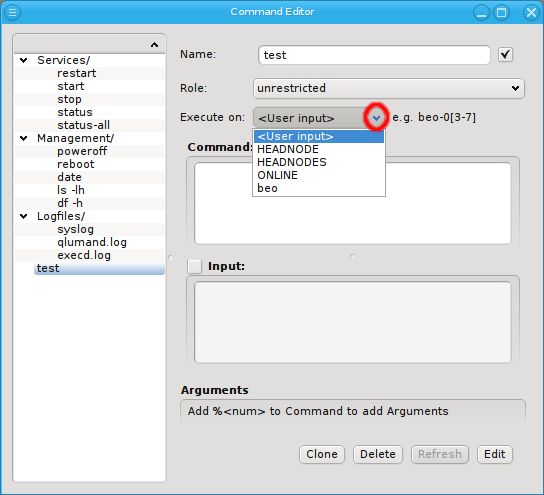 Command Editor
Services/
restart
start
stop
status
status-all
Management/
poweroff
reboot
date
ls -lh
df -h
Logfiles/
syslog
qlumand.log
execd.log
test
Name: test
Role: unrestricted
Execute on: <User input> e.g. beo-0[3-7]
<User input>
HEADNODE
HEADNODES
ONLINE
beo
Command:
Input:
Arguments
Add %<num> to Command to add Arguments
Clone Delete Refresh Edit